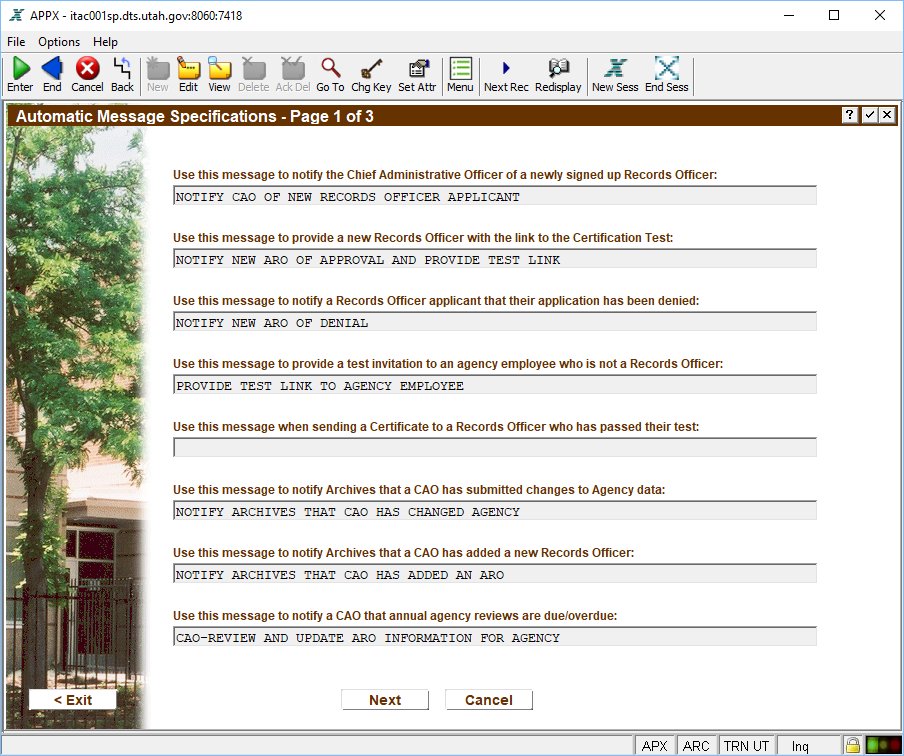 APPX - itac001sp.dts.utah.gov:8060:7418
File Options Help
Enter End Cancel Back New Edit View Delete Ack Del Go To Chg Key Set Attr Menu Next Rec Redisplay New Sess End Sess
Automatic Message Specifications - Page 1 of 3
Use this message to notify the Chief Administrative Officer of a newly signed up Records Officer:
NOTIFY CAO OF NEW RECORDS OFFICER APPLICANT
Use this message to provide a new Records Officer with the link to the Certification Test:
NOTIFY NEW ARO OF APPROVAL AND PROVIDE TEST LINK
Use this message to notify a Records Officer applicant that their application has been denied:
NOTIFY NEW ARO OF DENIAL
Use this message to provide a test invitation to an agency employee who is not a Records Officer:
PROVIDE TEST LINK TO AGENCY EMPLOYEE
Use this message when sending a Certificate to a Records Officer who has passed their test:
Use this message to notify Archives that a CAO has submitted changes to Agency data:
NOTIFY ARCHIVES THAT CAO HAS CHANGED AGENCY
Use this message to notify Archives that a CAO has added a new Records Officer:
NOTIFY ARCHIVES THAT CAO HAS ADDED AN ARO
Use this message to notify a CAO that annual agency reviews are due/overdue:
CAO-REVIEW AND UPDATE ARO INFORMATION FOR AGENCY
< Exit Next Cancel
APPX ARC TRN UT Inq